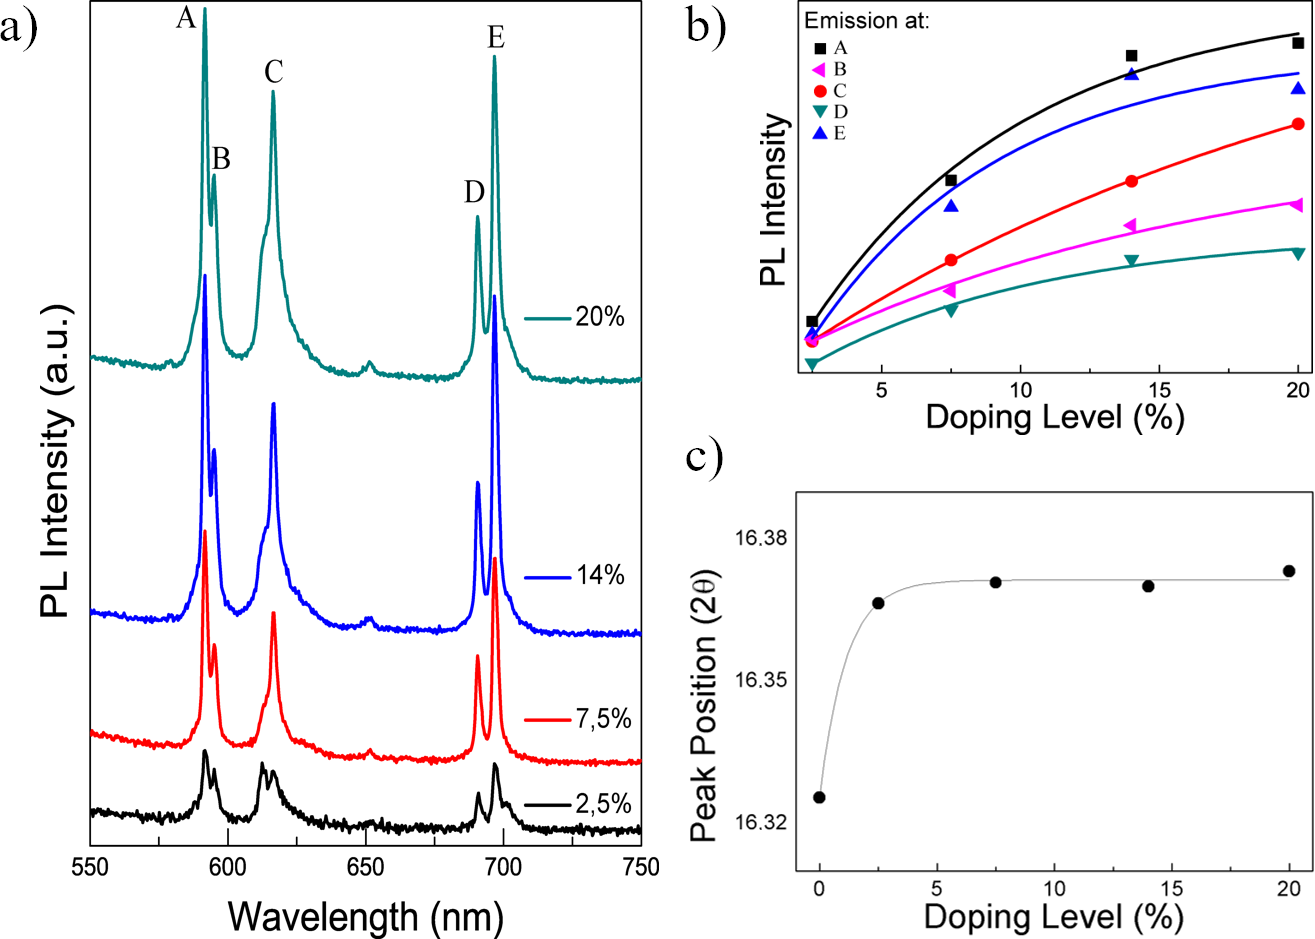 a)
A
B
C
D
E
20%
14%
7,5%
2,5%
PL Intensity (a.u.)
550 600 650 700 750
Wavelength (nm)
b)
Emission at:
A
B
C
D
E
PL Intensity
5 10 15 20
Doping Level (%)
c)
16.38
16.35
16.32
Peak Position (2θ)
0 5 10 15 20
Doping Level (%)